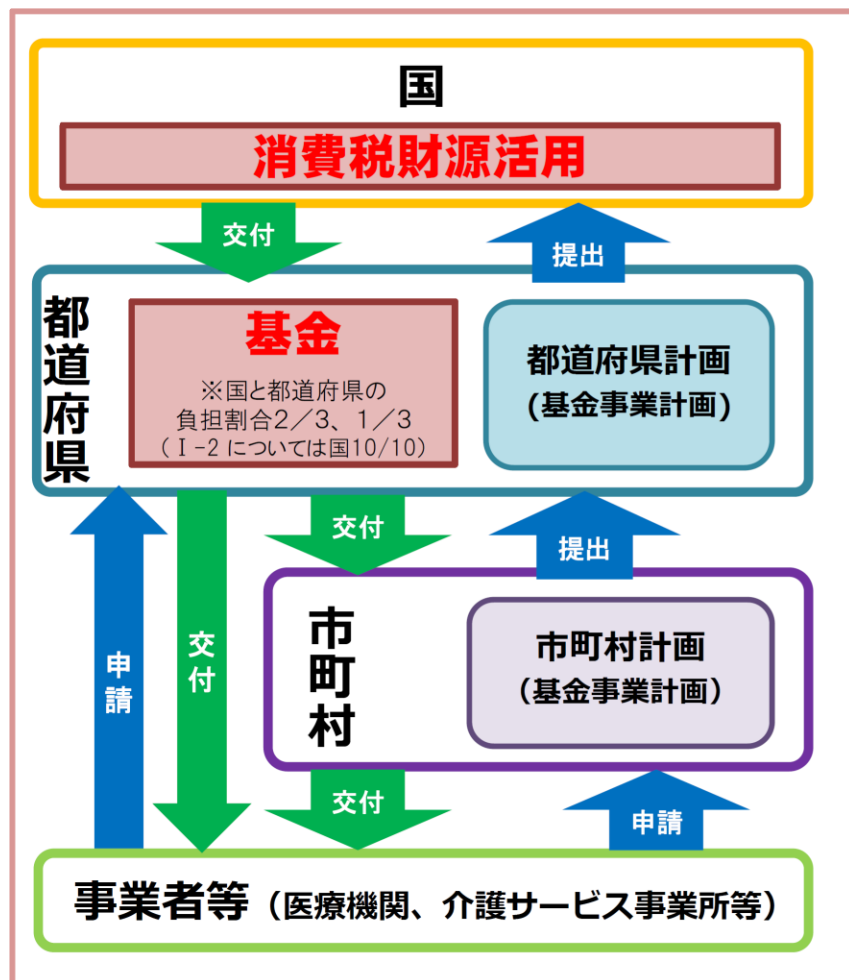 国
消費税財源活用
交付
提出
都道府県
基金
※国と都道府県の
負担割合2／3、1／3
(Ⅰ-2 については国10/10)
都道府県計画
(基金事業計画)
交付
提出
申請
交付
市町村
市町村計画
(基金事業計画)
交付
申請
事業者等（医療機関、介護サービス事業所等）